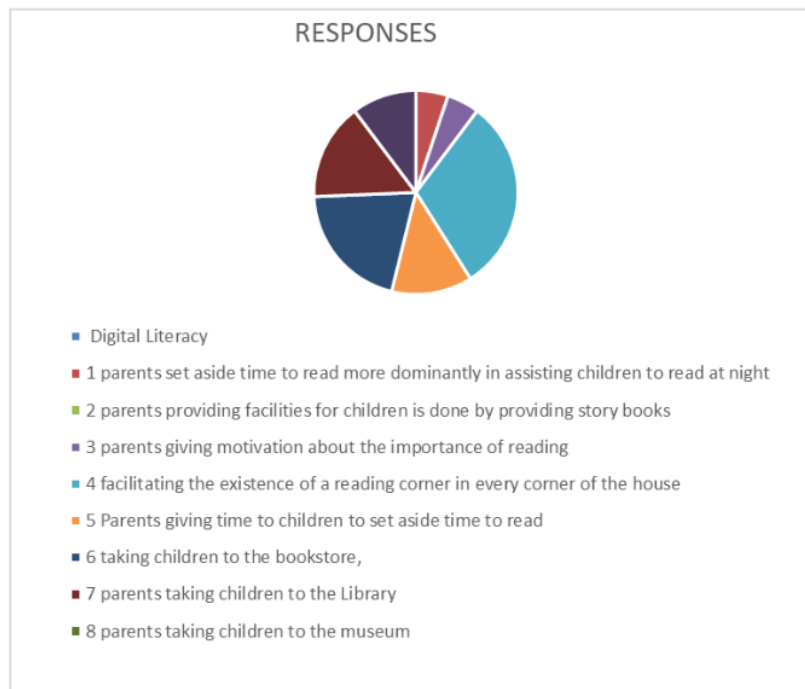 RESPONSES
Digital Literacy
1 parents set aside time to read more dominantly in assisting children to read at night
2 parents providing facilities for children is done by providing story books
3 parents giving motivation about the importance of reading
4 facilitating the existence of a reading corner in every corner of the house
5 Parents giving time to children to set aside time to read
6 taking children to the bookstore,
7 parents taking children to the Library
8 parents taking children to the museum